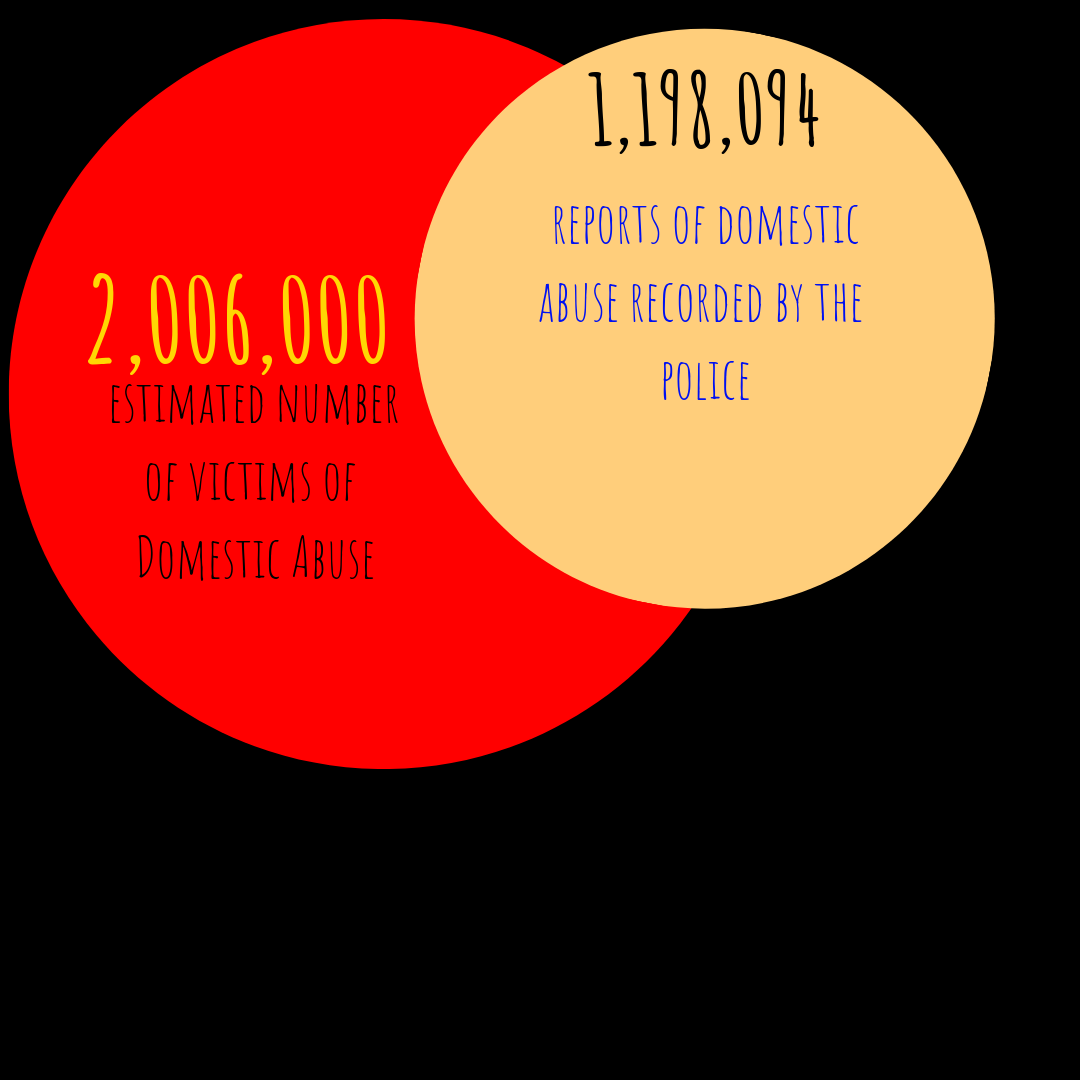 2,006,000
estimated number
of victims of
Domestic Abuse
1,198,094
reports of domestic
abuse recorded by the
police